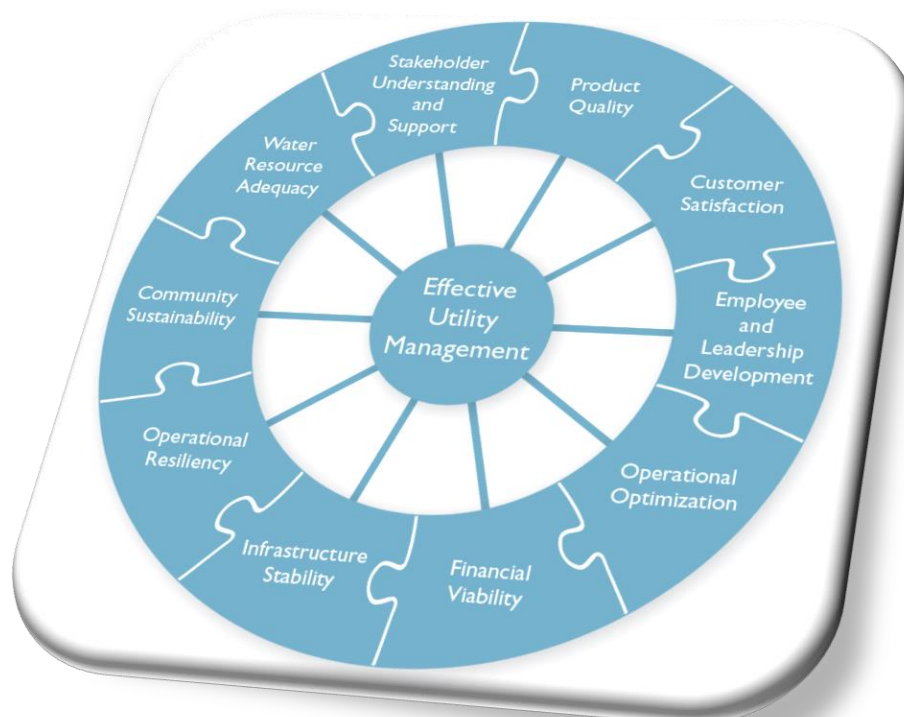 Stakeholder
Understanding
and
Support
Product
Quality
Customer
Satisfaction
Employee
and
Leadership
Development
Operational
Optimization
Financial
Viability
Infrastructure
Stability
Operational
Resiliency
Community
Sustainability
Water
Resource
Adequacy
Effective
Utility
Management